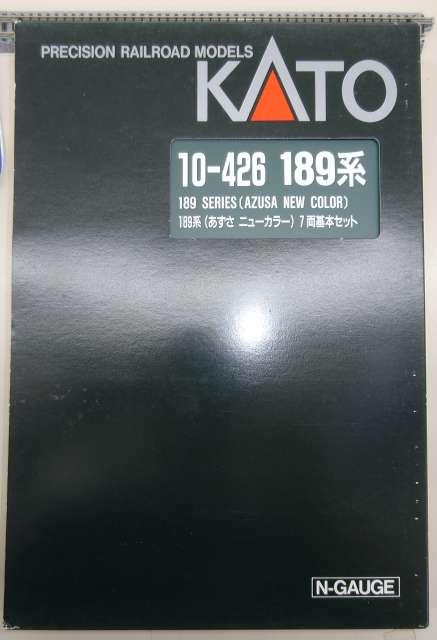 PRECISION RAILROAD MODELS
KATO
10-426 189系
189 SERIES(AZUSA NEW COLOR)
189系(あずさ ニューカラー)7両基本セット
N-GAUGE